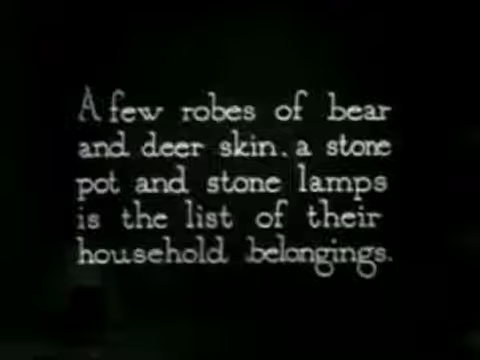 A few robes of bear
and deer skin, a stone
pot and stone lamps
is the list of their
household belongings.